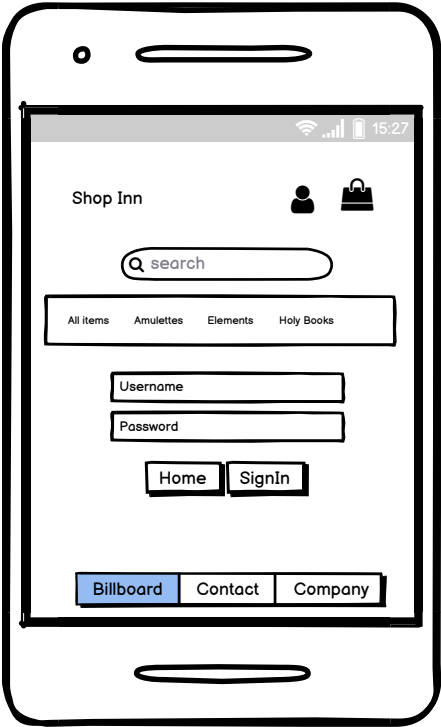 15:27
Shop Inn
search
All items Amulettes Elements Holy Books
Username
Password
Home SignIn
Billboard Contact Company